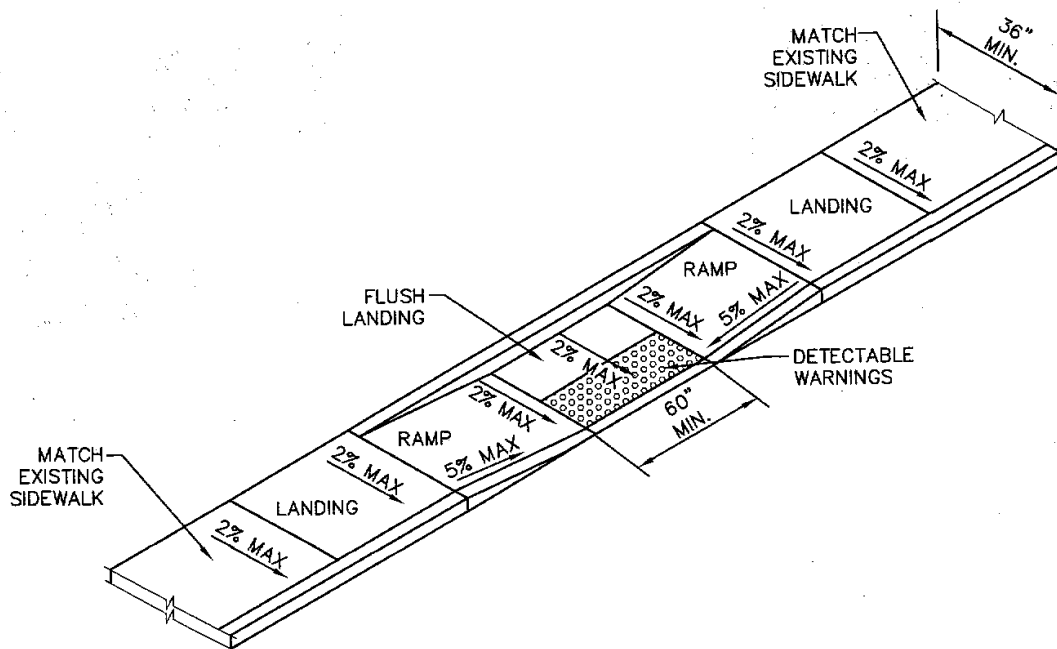 MATCH
EXISTING
SIDEWALK
36"
MIN.
2% MAX
LANDING
2% MAX
RAMP
2% MAX
5% MAX
FLUSH
LANDING
2% MAX
DETECTABLE
WARNINGS
60"
MIN.
2% MAX
RAMP
5% MAX
MATCH
EXISTING
SIDEWALK
2% MAX
LANDING
2% MAX